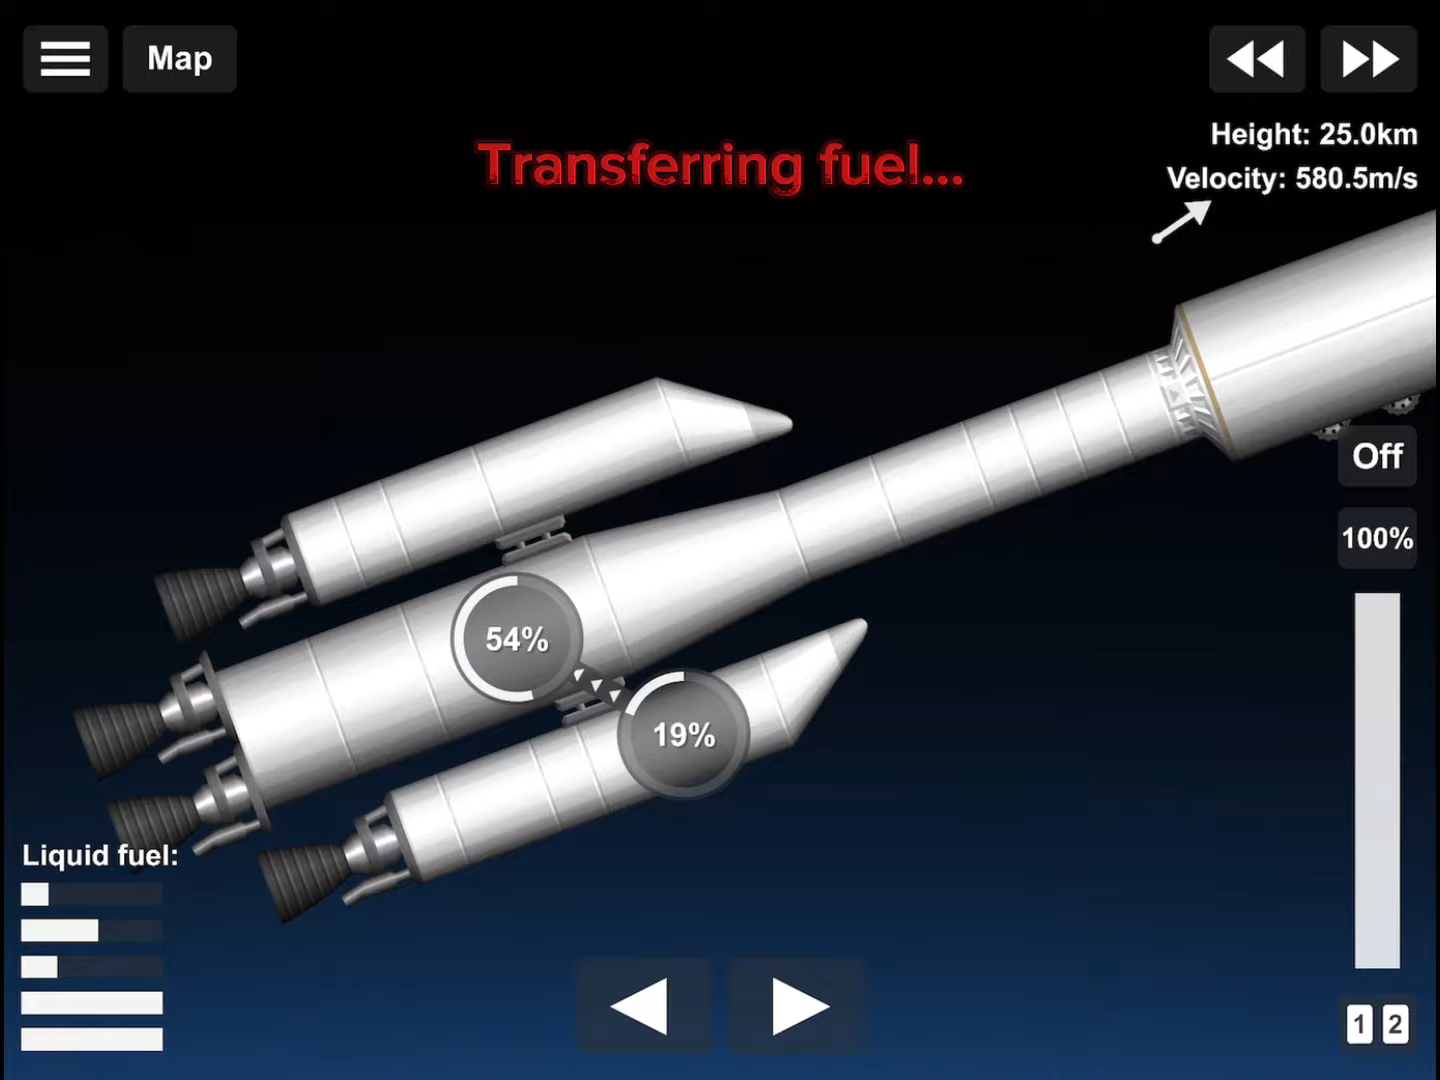 Map
Height: 25.0km
Velocity: 580.5m/s
Transferring fuel...
Off
100%
54%
19%
Liquid fuel:
1 2